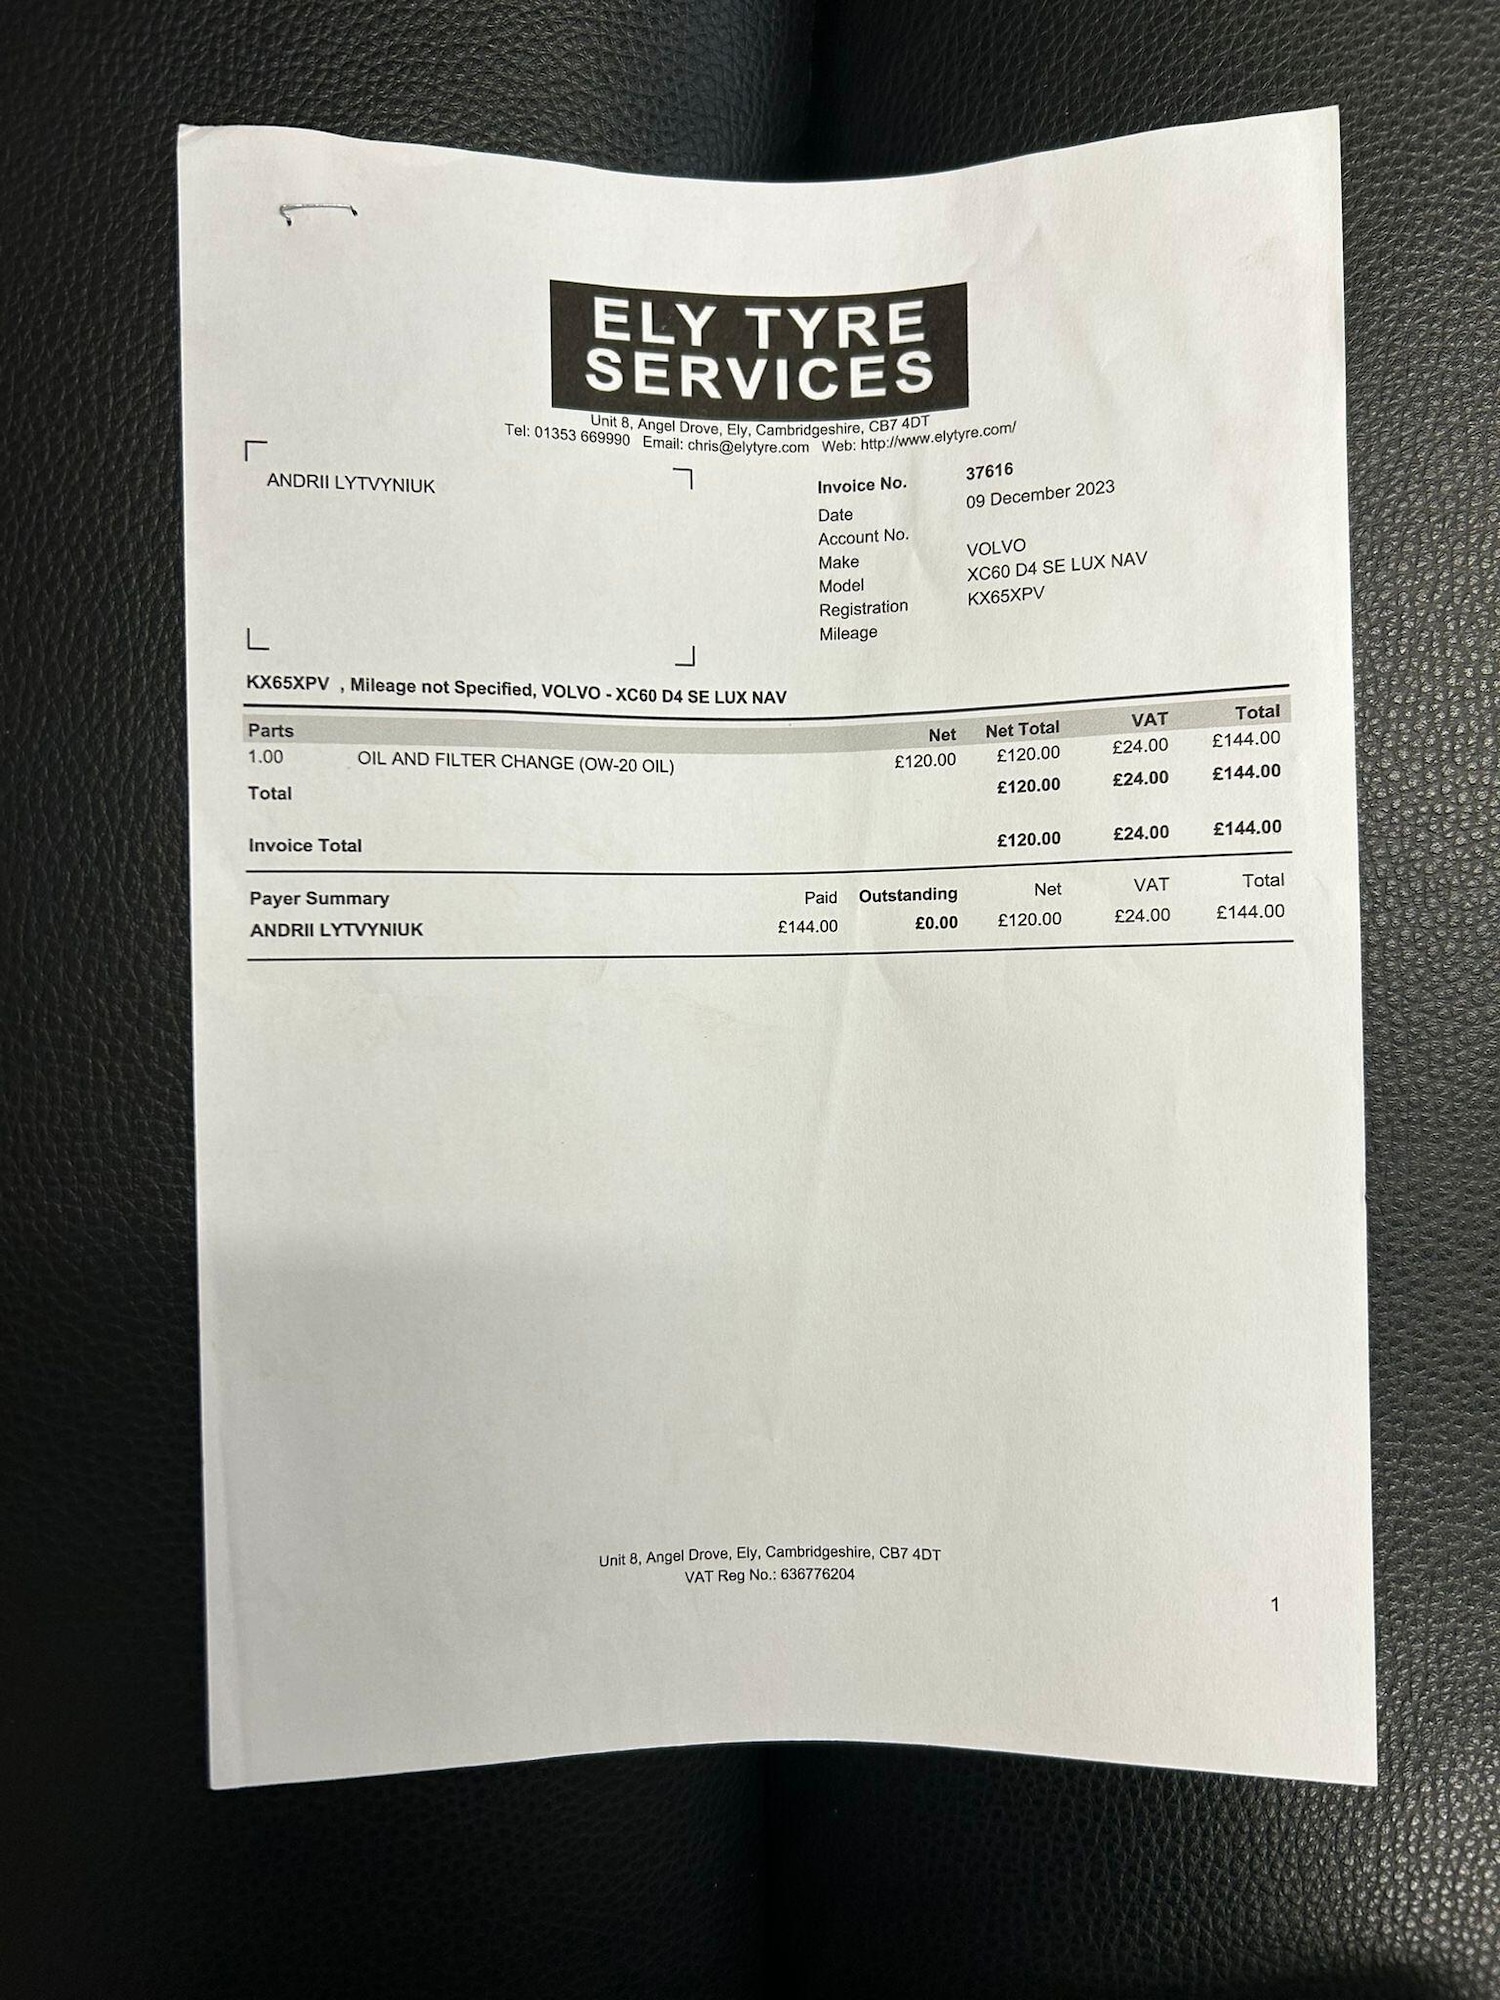 ELY TYRE
SERVICES
Unit 8, Angel Drove, Ely, Cambridgeshire, CB7 4DT
Tel: 01353 669990 Email: chris@elytyre.com Web: http://www.elytyre.com/
ANDRII LYTVYNIUK
Invoice No. 37616
Date 09 December 2023
Account No.
Make VOLVO
Model XC60 D4 SE LUX NAV
Registration KX65XPV
Mileage
KX65XPV , Mileage not Specified, VOLVO - XC60 D4 SE LUX NAV
Parts Net Net Total VAT Total
1.00 OIL AND FILTER CHANGE (OW-20 OIL) £120.00 £120.00 £24.00 £144.00
Total £120.00 £24.00 £144.00
Invoice Total £120.00 £24.00 £144.00
Payer Summary Paid Outstanding Net VAT Total
ANDRII LYTVYNIUK £144.00 £0.00 £120.00 £24.00 £144.00
Unit 8, Angel Drove, Ely, Cambridgeshire, CB7 4DT
VAT Reg No.: 636776204
1